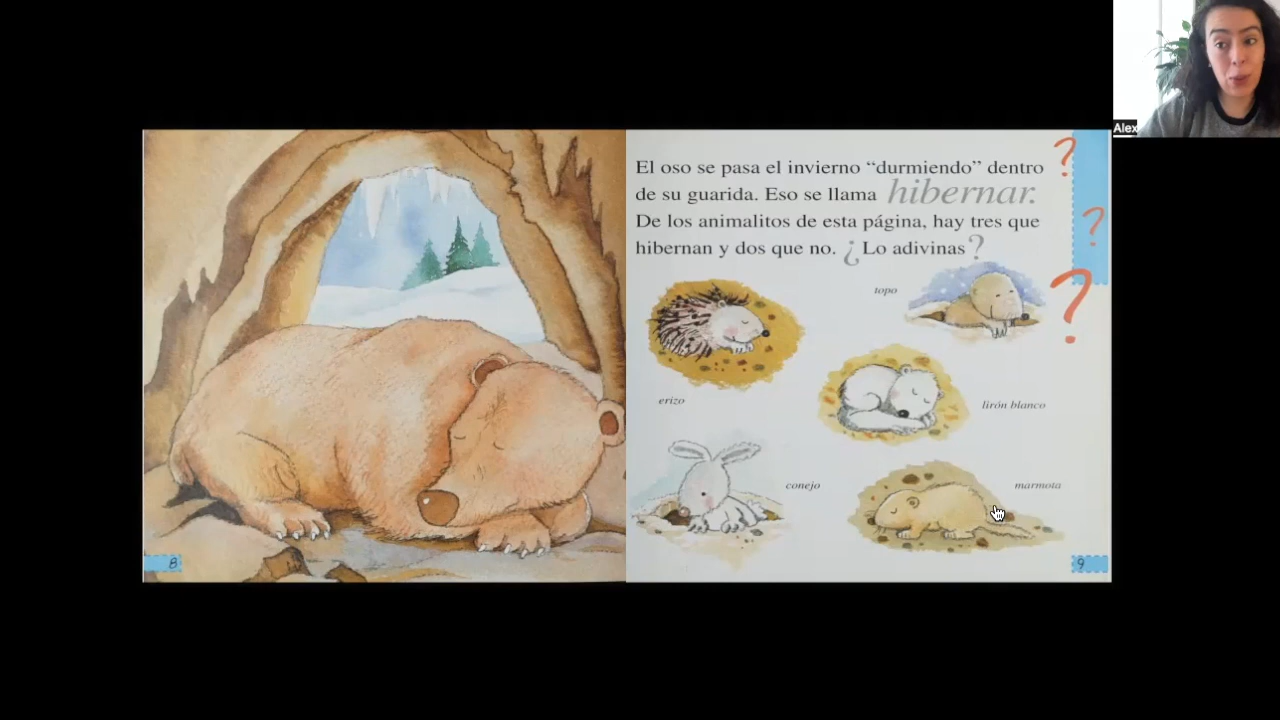 Alex
El oso se pasa el invierno “durmiendo” dentro
de su guarida. Eso se llama hibernar.
De los animalitos de esta página, hay tres que
hibernan y dos que no. ¿Lo adivinas?
? ? ?
topo
erizo
lirón blanco
conejo
marmota
8
9